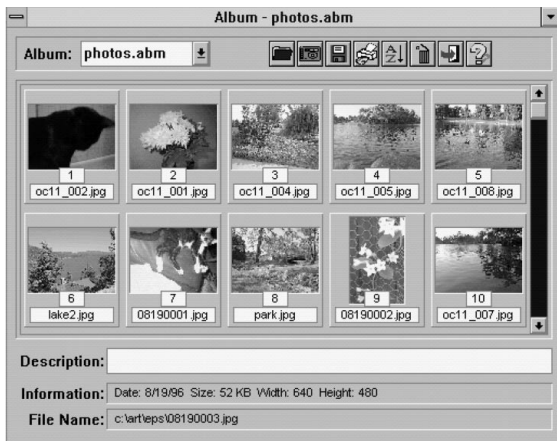 Album - photos.abm
Album: photos.abm
A
Z
?
1 2 3 4 5
oc11_002.jpg oc11_001.jpg oc11_004.jpg oc11_005.jpg oc11_008.jpg
6 7 8 9 10
lake2.jpg 08190001.jpg park.jpg 08190002.jpg oc11_007.jpg
Description:
Information: Date: 8/19/96 Size: 52 KB Width: 640 Height: 480
File Name: c:\art\eps\08190003.jpg